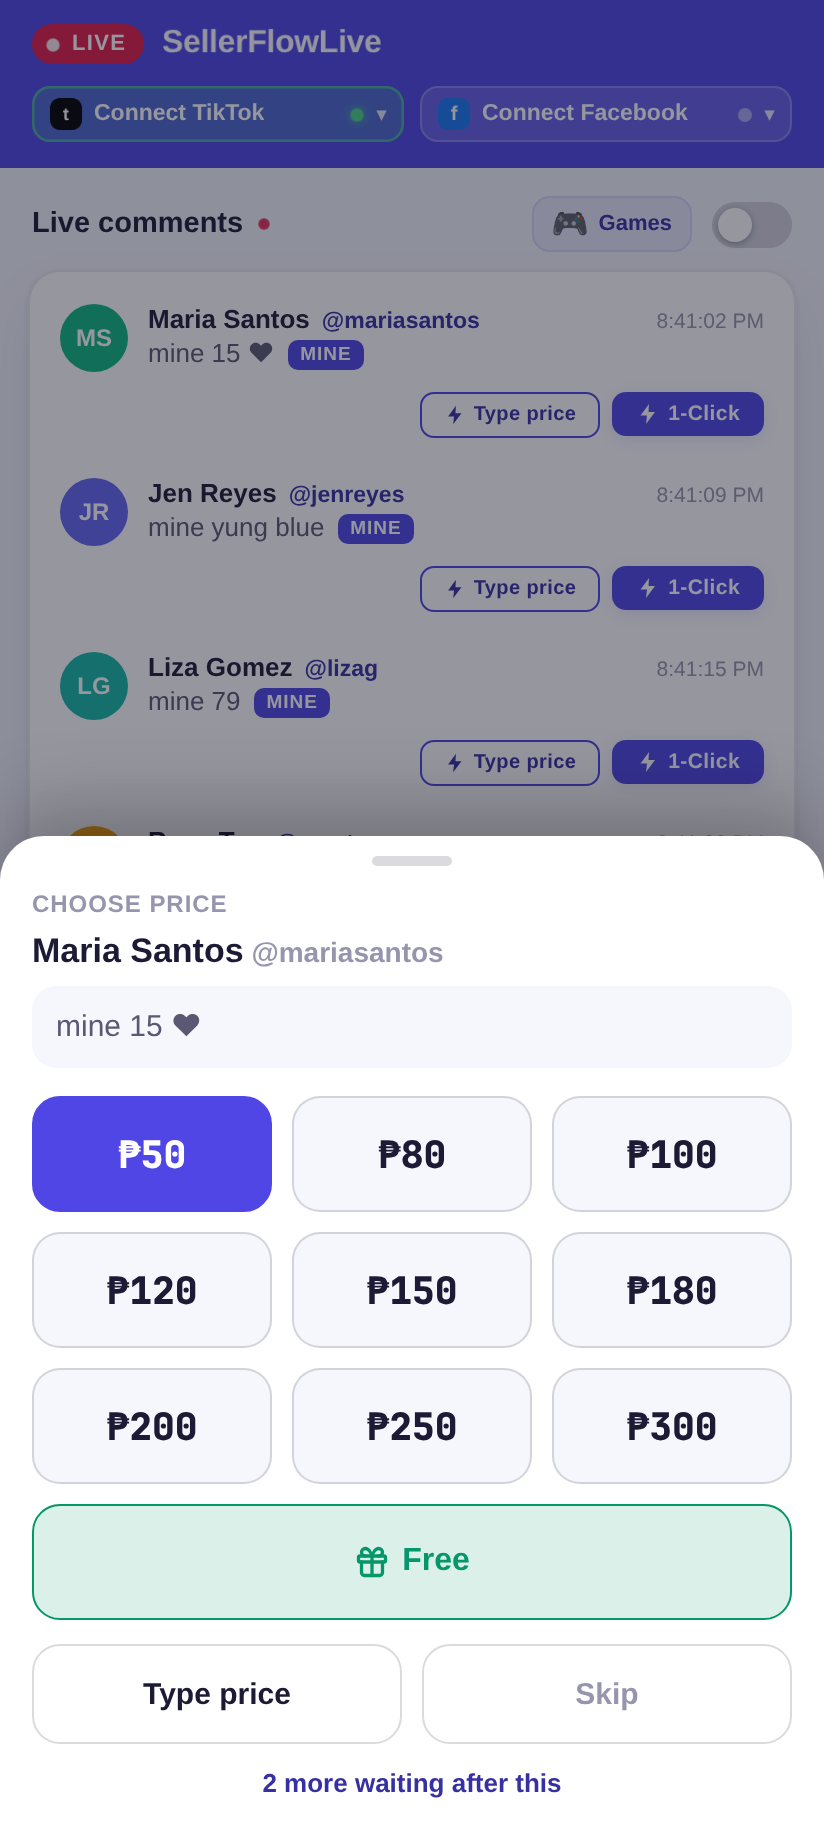 LIVE SellerFlowLive
t Connect TikTok ▾ f Connect Facebook ▾
Live comments 🎮 Games
MS Maria Santos @mariasantos 8:41:02 PM
mine 15 ♥ MINE
Type price 1-Click
JR Jen Reyes @jenreyes 8:41:09 PM
mine yung blue MINE
Type price 1-Click
LG Liza Gomez @lizag 8:41:15 PM
mine 79 MINE
Type price 1-Click
CHOOSE PRICE
Maria Santos @mariasantos
mine 15 ♥
₱50 ₱80 ₱100
₱120 ₱150 ₱180
₱200 ₱250 ₱300
Free
Type price Skip
2 more waiting after this